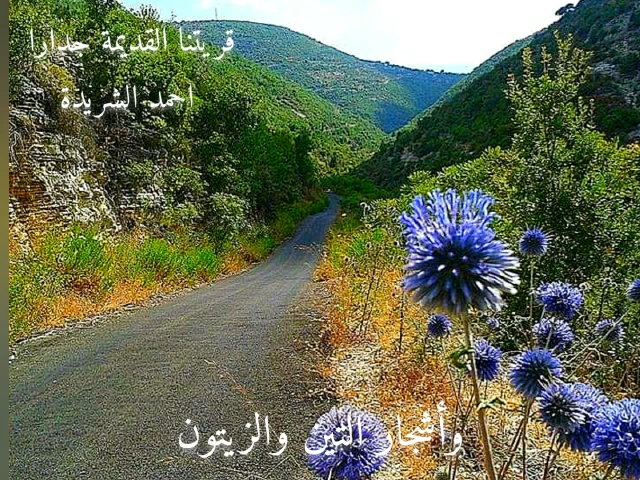 قريتنا القديمة جدارا
احمد الشريدة
وأشجار التين والزيتون